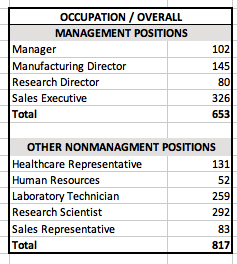 OCCUPATION / OVERALL
MANAGEMENT POSITIONS
Manager 102
Manufacturing Director 145
Research Director 80
Sales Executive 326
Total 653
OTHER NONMANAGMENT POSITIONS
Healthcare Representative 131
Human Resources 52
Laboratory Technician 259
Research Scientist 292
Sales Representative 83
Total 817